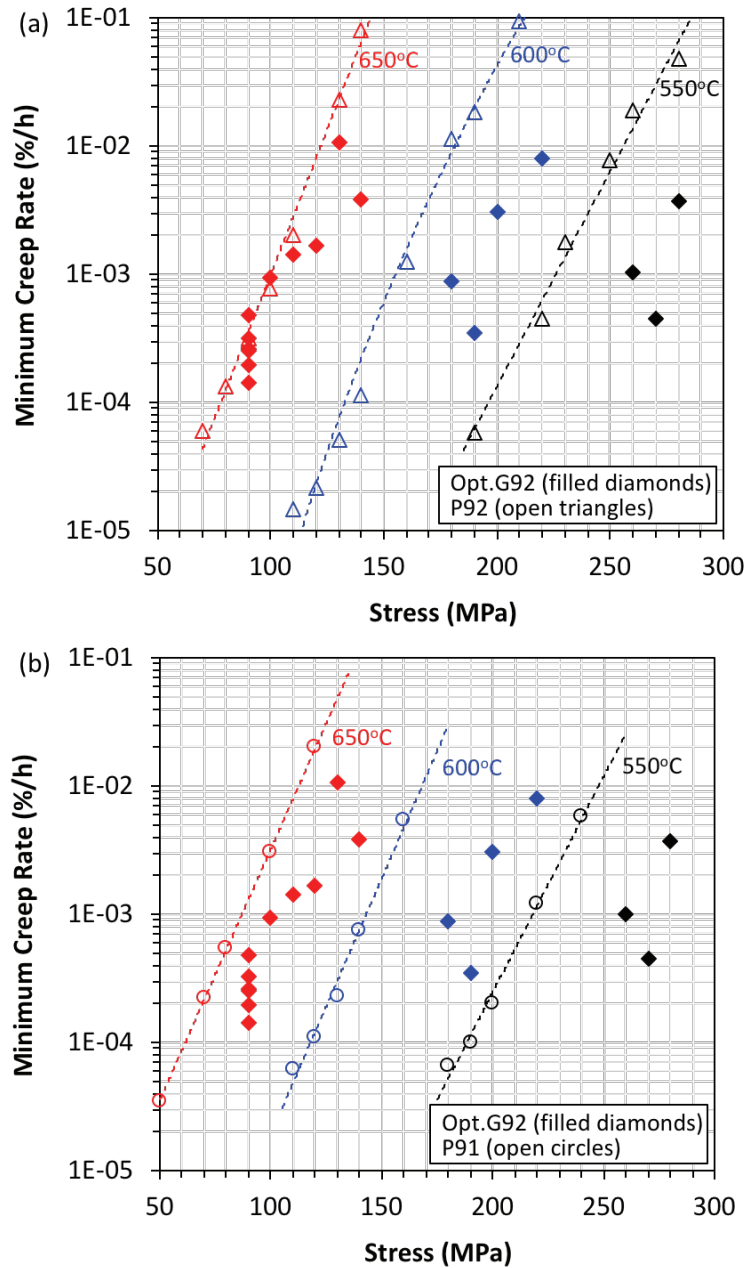 (a)
Minimum Creep Rate (%/h)
1E-01
1E-02
1E-03
1E-04
1E-05
650°C
600°C
550°C
Opt.G92 (filled diamonds)
P92 (open triangles)
50 100 150 200 250 300
Stress (MPa)
(b)
Minimum Creep Rate (%/h)
1E-01
1E-02
1E-03
1E-04
1E-05
650°C
600°C
550°C
Opt.G92 (filled diamonds)
P91 (open circles)
50 100 150 200 250 300
Stress (MPa)